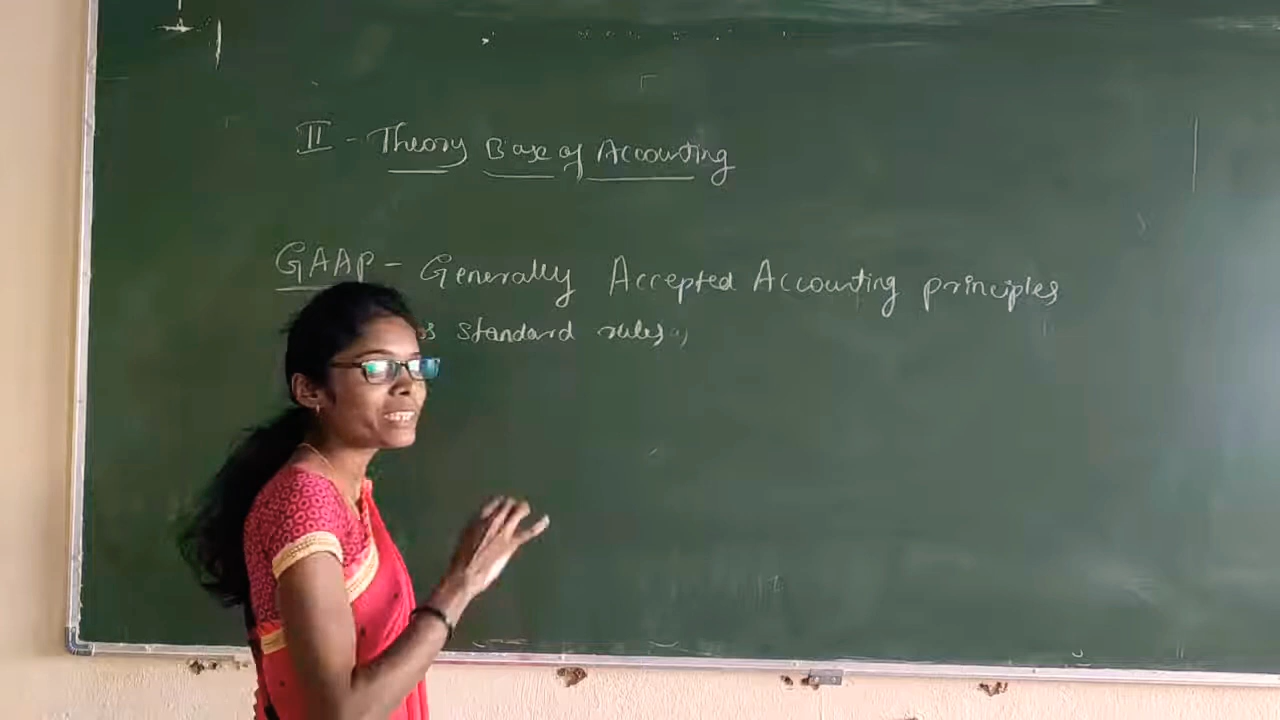 II - Theory Base of Accounting
GAAP - Generally Accepted Accounting principles
standard rules,